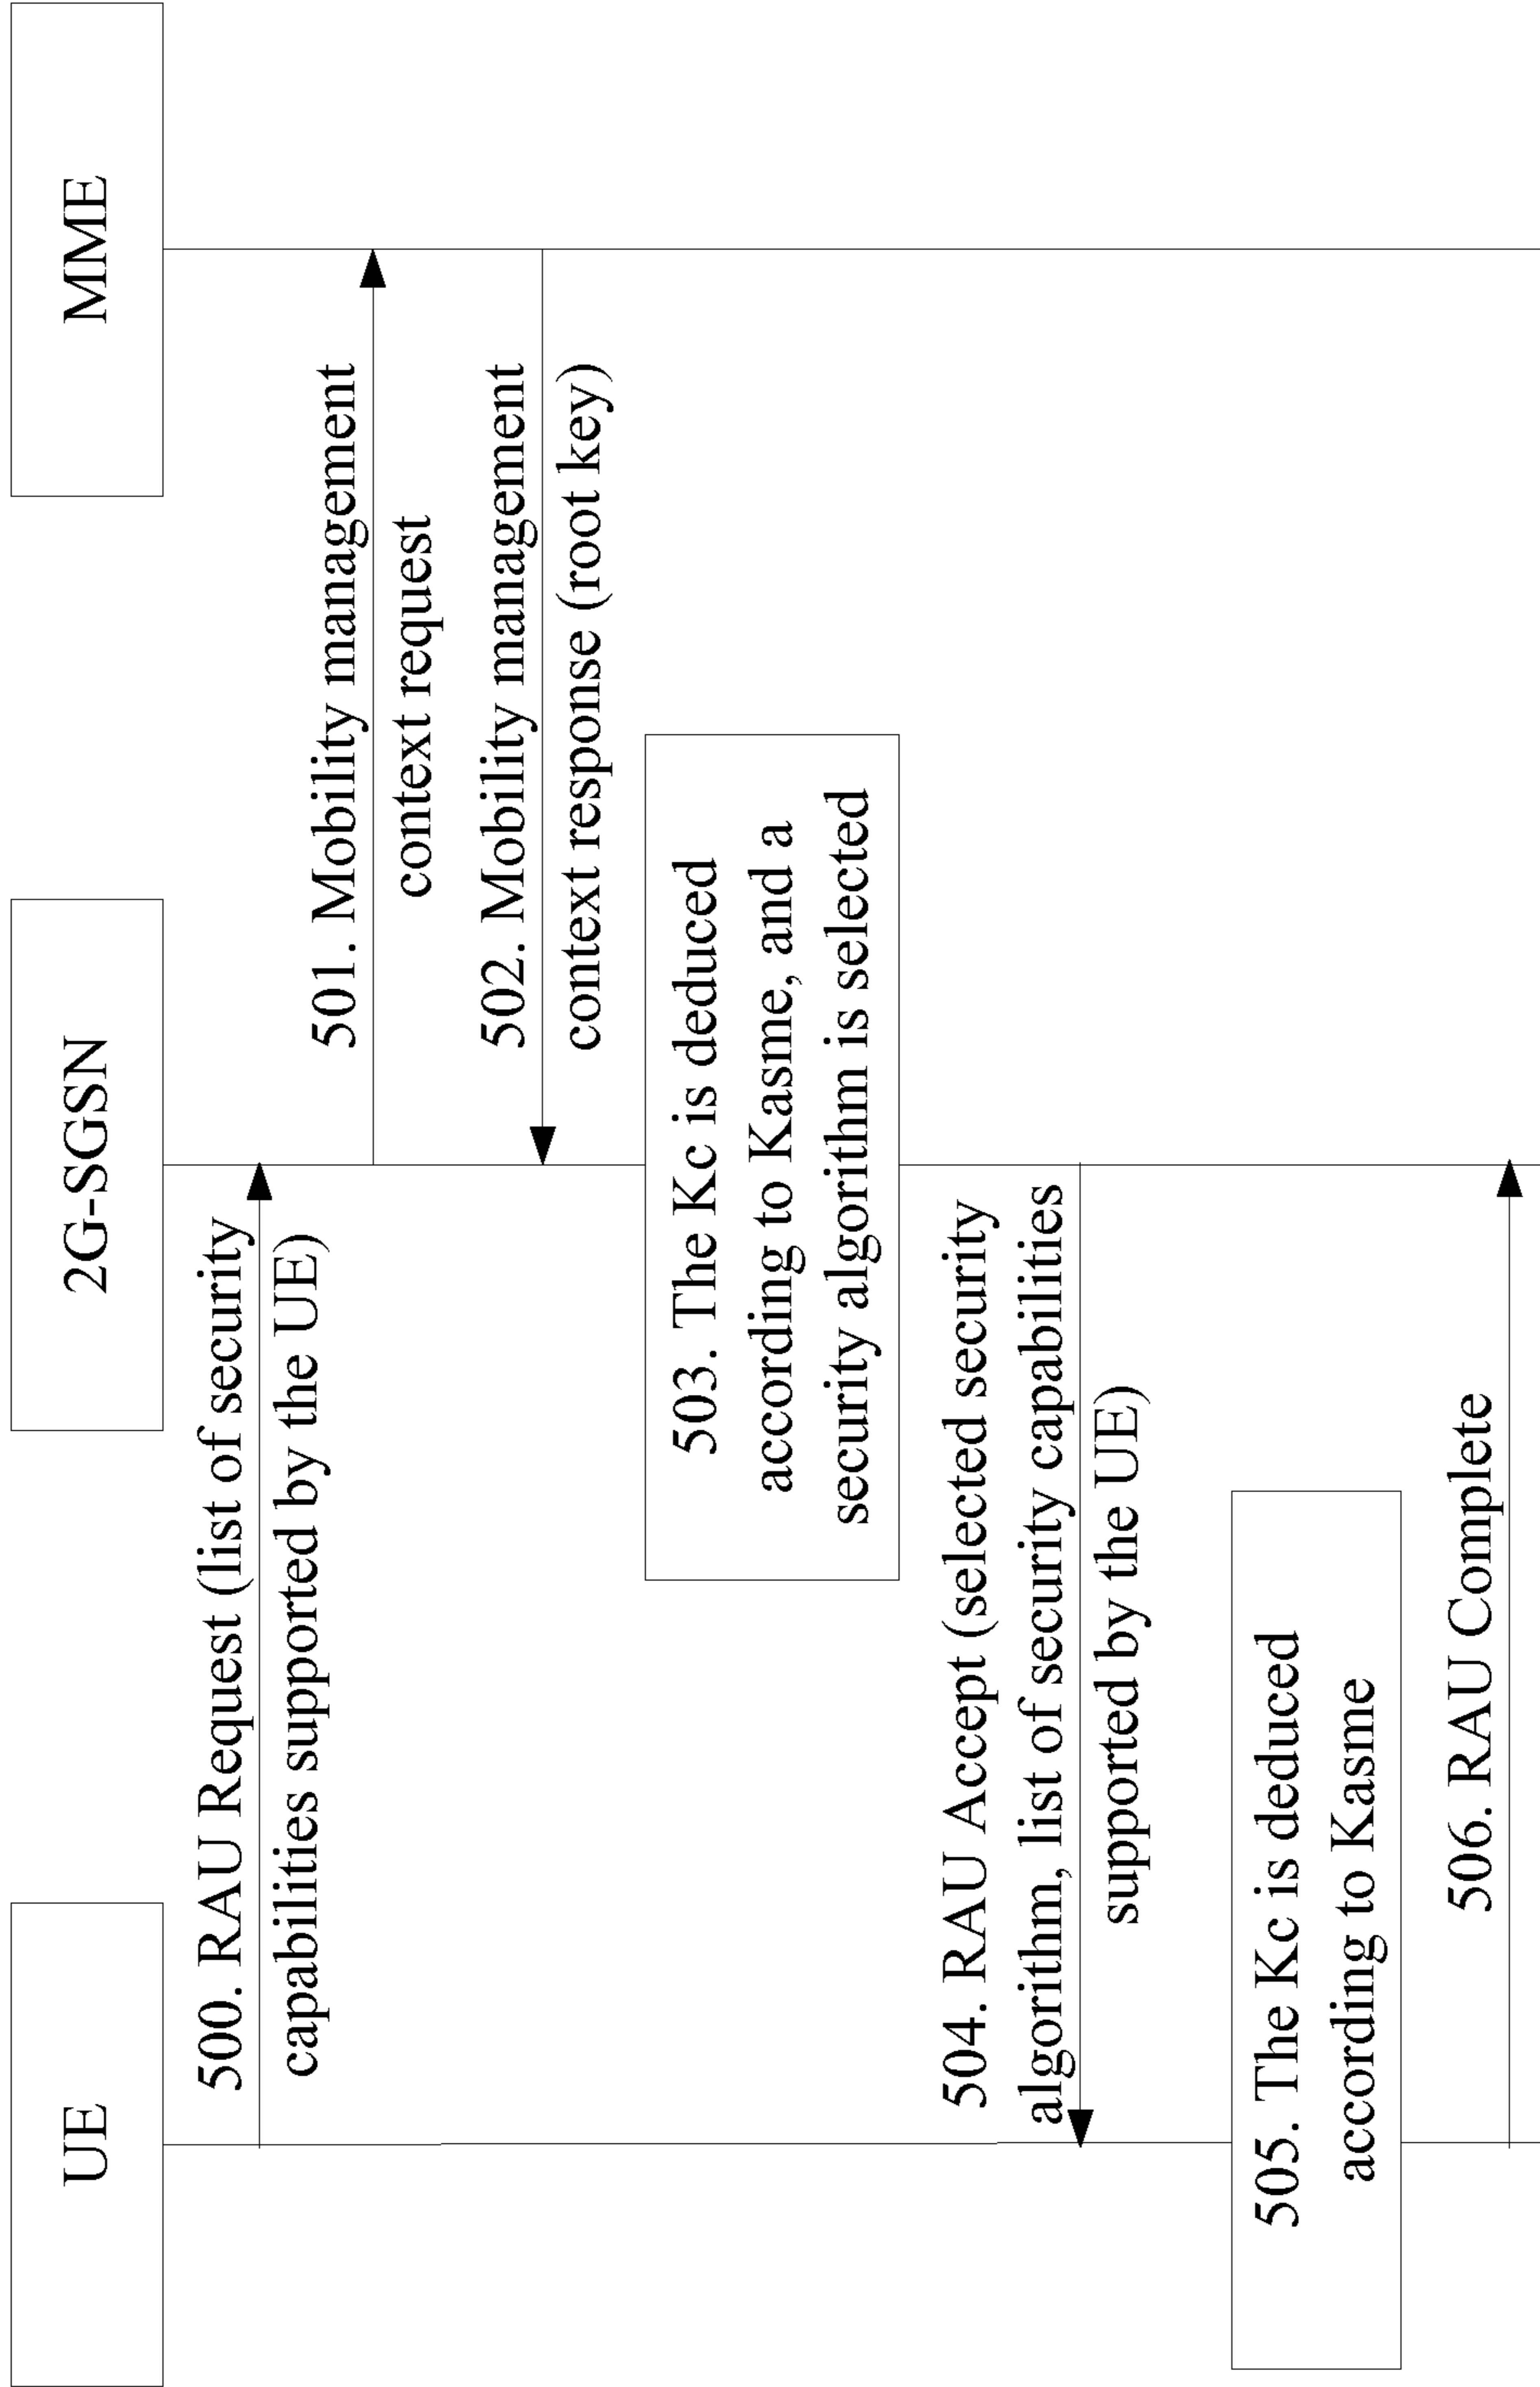 UE
2G-SGSN
MME
500. RAU Request (list of security
capabilities supported by the UE)
501. Mobility management
context request
502. Mobility management
context response (root key)
503. The Kc is deduced
according to Kasme, and a
security algorithm is selected
504. RAU Accept (selected security
algorithm, list of security capabilities
supported by the UE)
505. The Kc is deduced
according to Kasme
506. RAU Complete